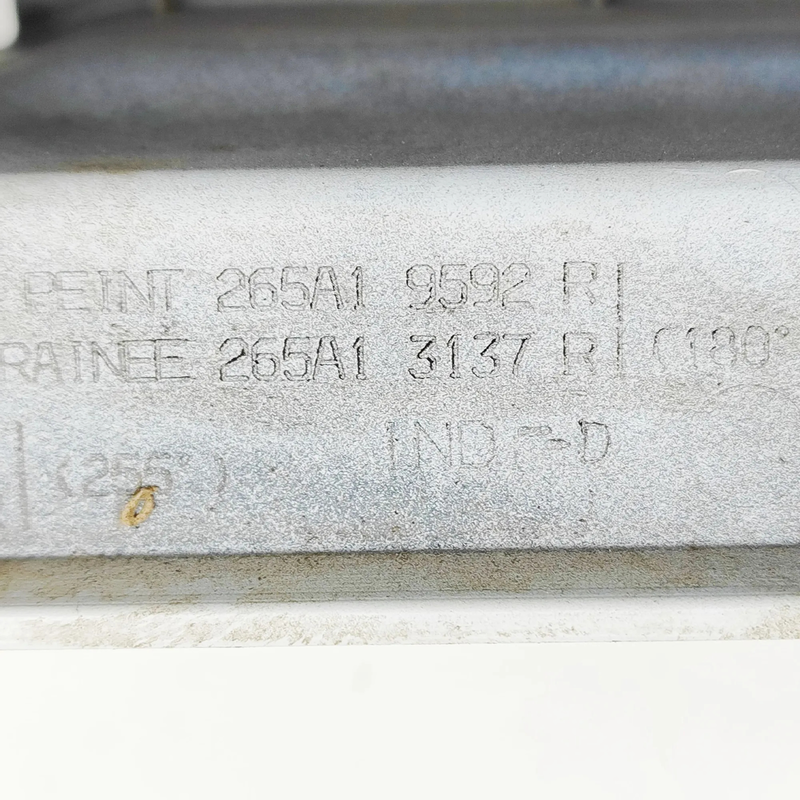 PEINT 265A1 9592 R
RAINEE 265A1 3137 R (180°
(256°) IND -D